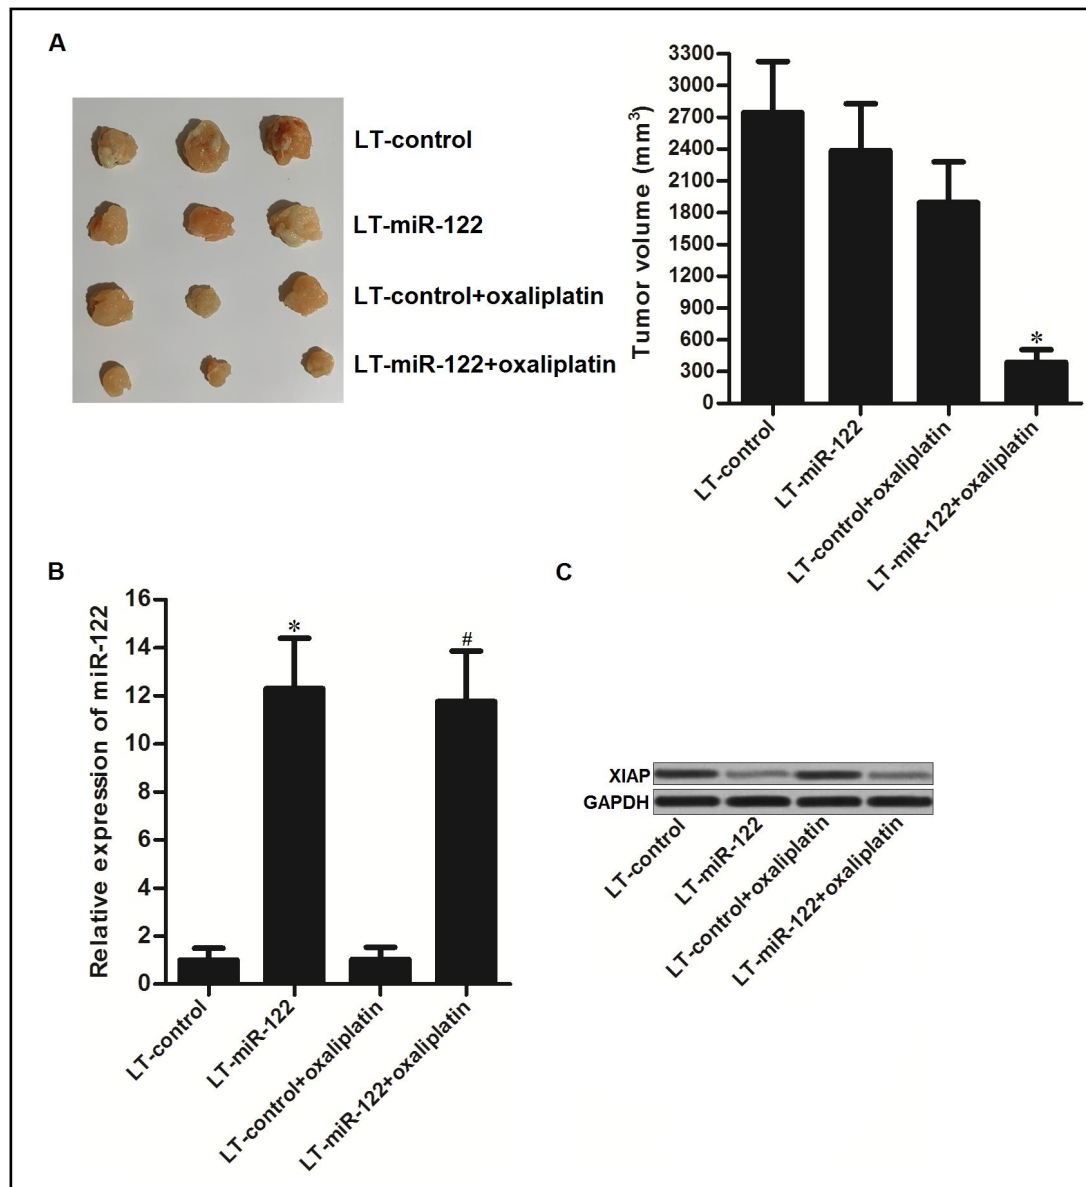 A
LT-control
LT-miR-122
LT-control+oxaliplatin
LT-miR-122+oxaliplatin
Tumor volume (mm³)
3300
3000
2700
2400
2100
1800
1500
1200
900
600
300
0
*
LT-control
LT-miR-122
LT-control+oxaliplatin
LT-miR-122+oxaliplatin
B
Relative expression of miR-122
16
14
12
10
8
6
4
2
0
*
#
LT-control
LT-miR-122
LT-control+oxaliplatin
LT-miR-122+oxaliplatin
C
XIAP
GAPDH
LT-control
LT-miR-122
LT-control+oxaliplatin
LT-miR-122+oxaliplatin